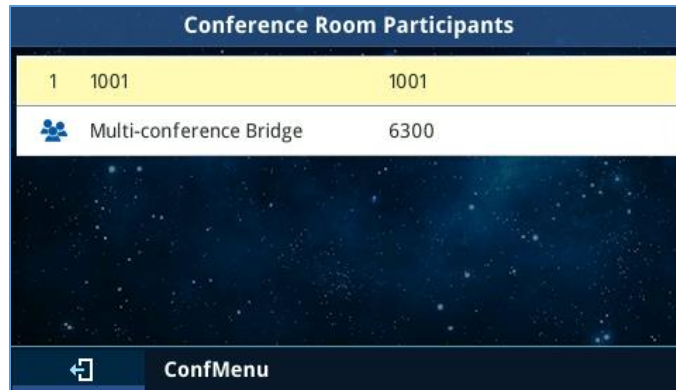 Conference Room Participants
1 1001 1001
Multi-conference Bridge 6300
ConfMenu